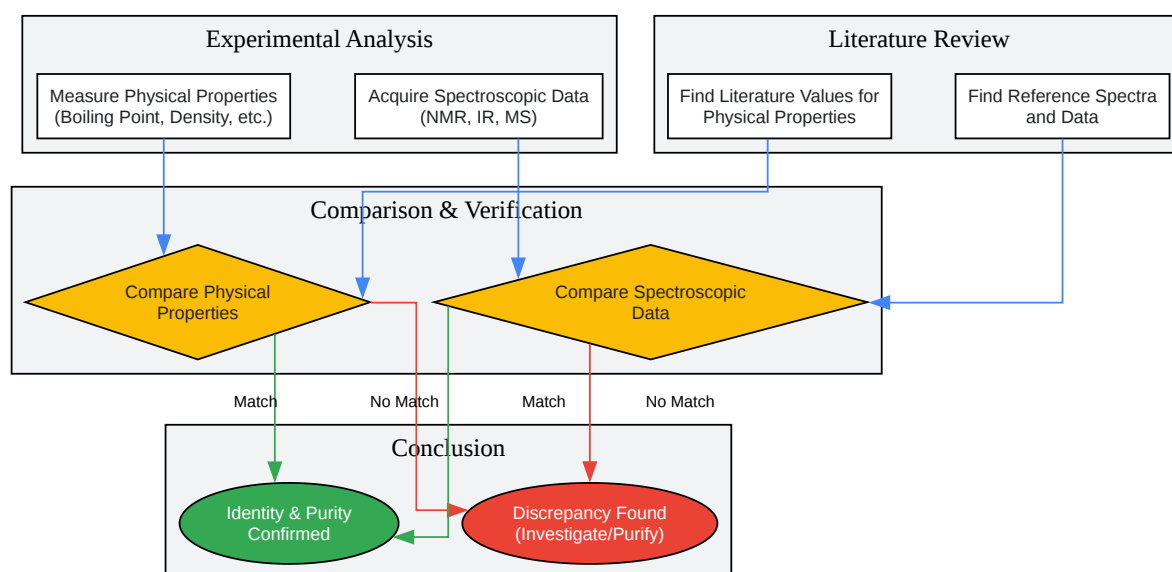 Experimental Analysis
Measure Physical Properties
(Boiling Point, Density, etc.)
Acquire Spectroscopic Data
(NMR, IR, MS)
Literature Review
Find Literature Values for
Physical Properties
Find Reference Spectra
and Data
Comparison & Verification
Compare Physical
Properties
Compare Spectroscopic
Data
Match
No Match
Match
No Match
Conclusion
Identity & Purity
Confirmed
Discrepancy Found
(Investigate/Purify)